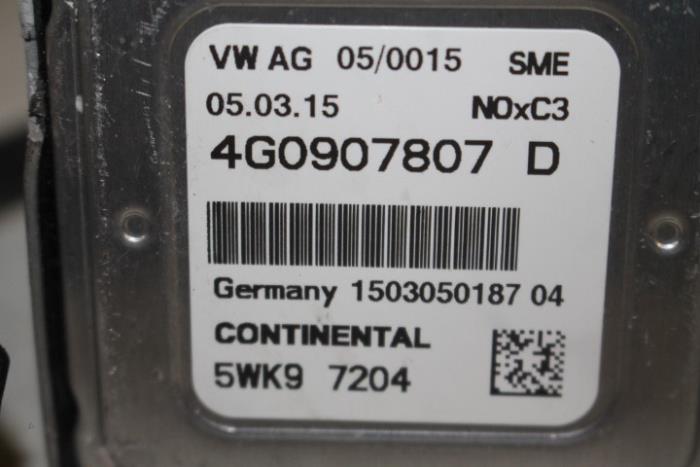 VW AG 05/0015 SME
05.03.15 NOxC3
4G0907807 D
Germany 1503050187 04
CONTINENTAL
5WK9 7204